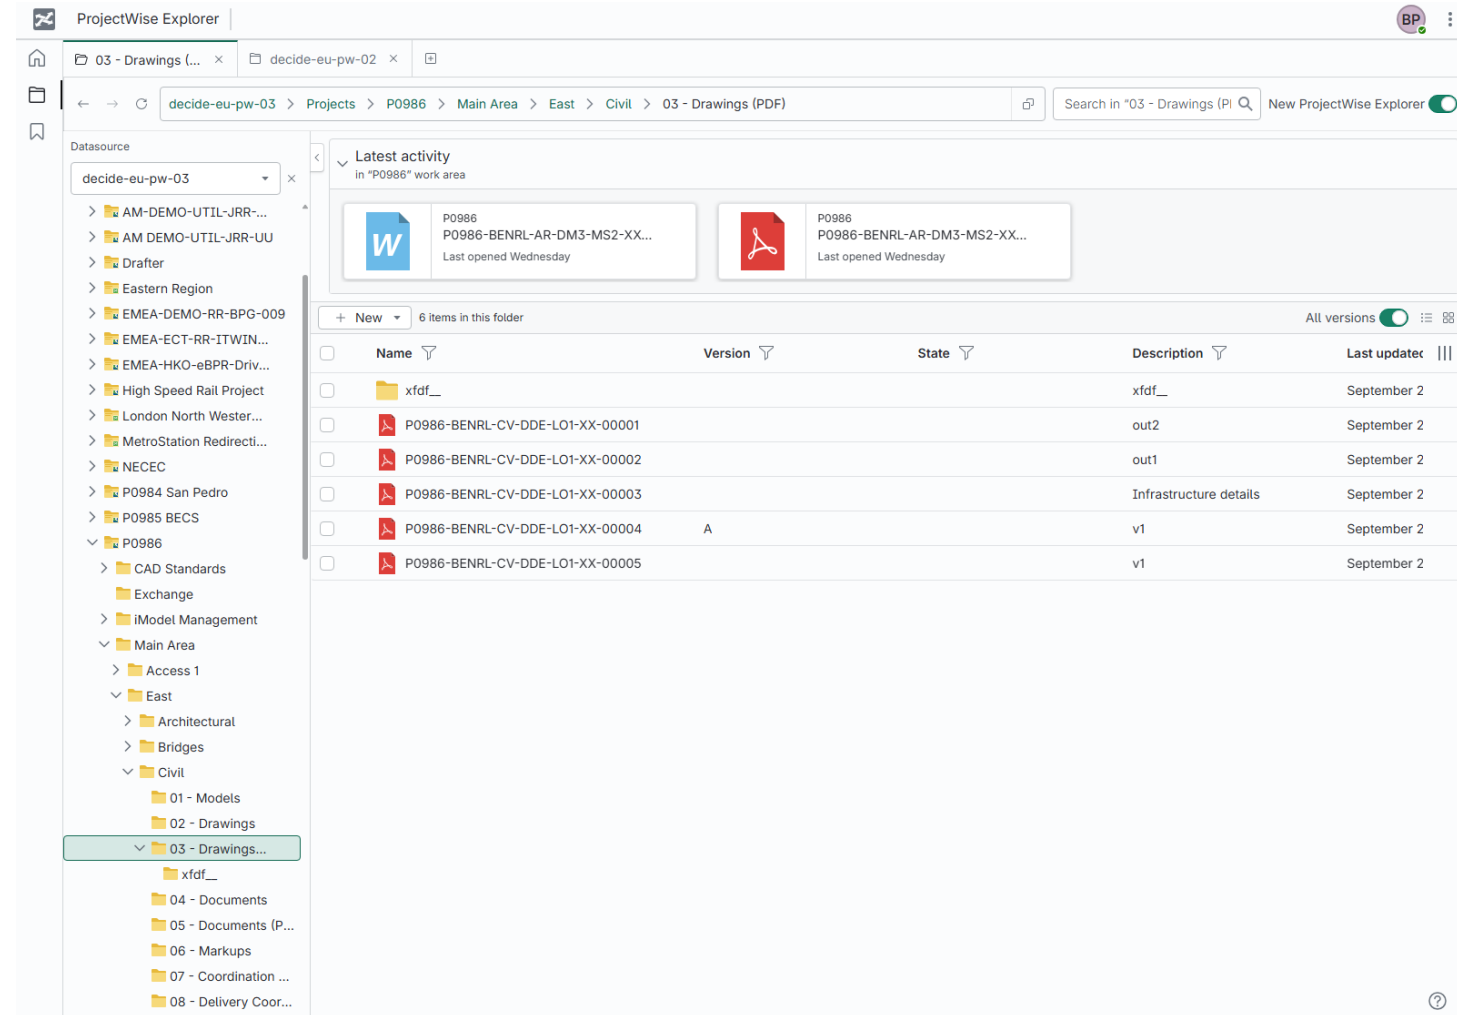 ProjectWise Explorer
BP
03 - Drawings (...
decide-eu-pw-02
decide-eu-pw-03 > Projects > P0986 > Main Area > East > Civil > 03 - Drawings (PDF)
Search in "03 - Drawings (PI
New ProjectWise Explorer
Datasource
decide-eu-pw-03
AM-DEMO-UTIL-JRR-...
AM DEMO-UTIL-JRR-UU
Drafter
Eastern Region
EMEA-DEMO-RR-BPG-009
EMEA-ECT-RR-ITWIN...
EMEA-HKO-eBPR-Driv...
High Speed Rail Project
London North Wester...
MetroStation Redirecti...
NECEC
P0984 San Pedro
P0985 BECS
P0986
CAD Standards
Exchange
iModel Management
Main Area
Access 1
East
Architectural
Bridges
Civil
01 - Models
02 - Drawings
03 - Drawings...
xfdf__
04 - Documents
05 - Documents (P...
06 - Markups
07 - Coordination ...
08 - Delivery Coor...
Latest activity
in "P0986" work area
W
P0986
P0986-BENRL-AR-DM3-MS2-XX...
Last opened Wednesday
P0986
P0986-BENRL-AR-DM3-MS2-XX...
Last opened Wednesday
+ New
6 items in this folder
All versions
Name Version State Description Last updated
xfdf__ xfdf__ September 2
P0986-BENRL-CV-DDE-LO1-XX-00001 out2 September 2
P0986-BENRL-CV-DDE-LO1-XX-00002 out1 September 2
P0986-BENRL-CV-DDE-LO1-XX-00003 Infrastructure details September 2
P0986-BENRL-CV-DDE-LO1-XX-00004 A v1 September 2
P0986-BENRL-CV-DDE-LO1-XX-00005 v1 September 2